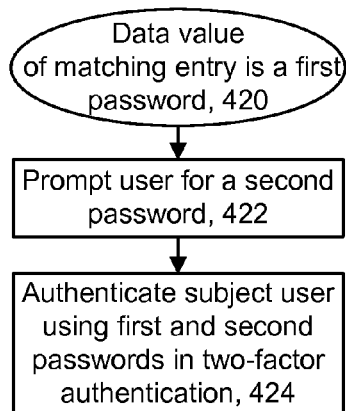 Data value
of matching entry is a first
password, 420
Prompt user for a second
password, 422
Authenticate subject user
using first and second
passwords in two-factor
authentication, 424